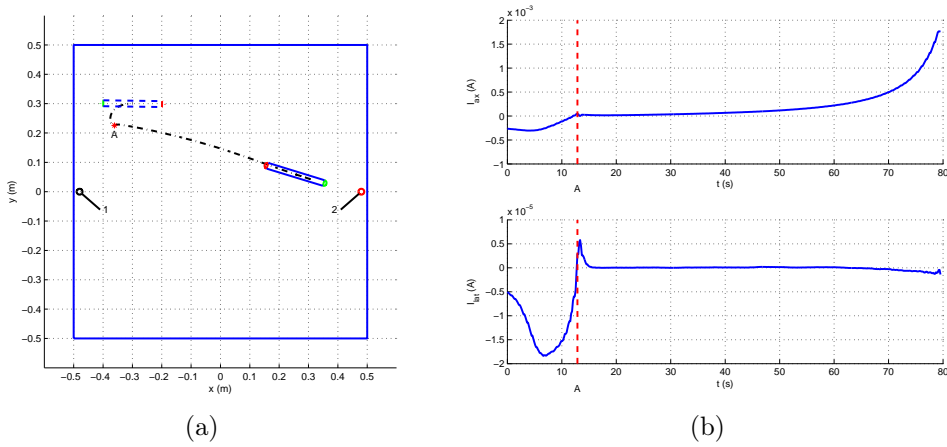 0.5
0.4
0.3
0.2
0.1
0
−0.1
−0.2
−0.3
−0.4
−0.5
y (m)
A
1
2
−0.5 −0.4 −0.3 −0.2 −0.1 0 0.1 0.2 0.3 0.4 0.5
x (m)
(a)
x 10⁻³
2
1.5
1
0.5
0
−0.5
−1
I_ax (A)
0 10 20 30 40 50 60 70 80
t (s)
A
x 10⁻⁵
1
0.5
0
−0.5
−1
−1.5
−2
I_lat (A)
0 10 20 30 40 50 60 70 80
t (s)
A
(b)